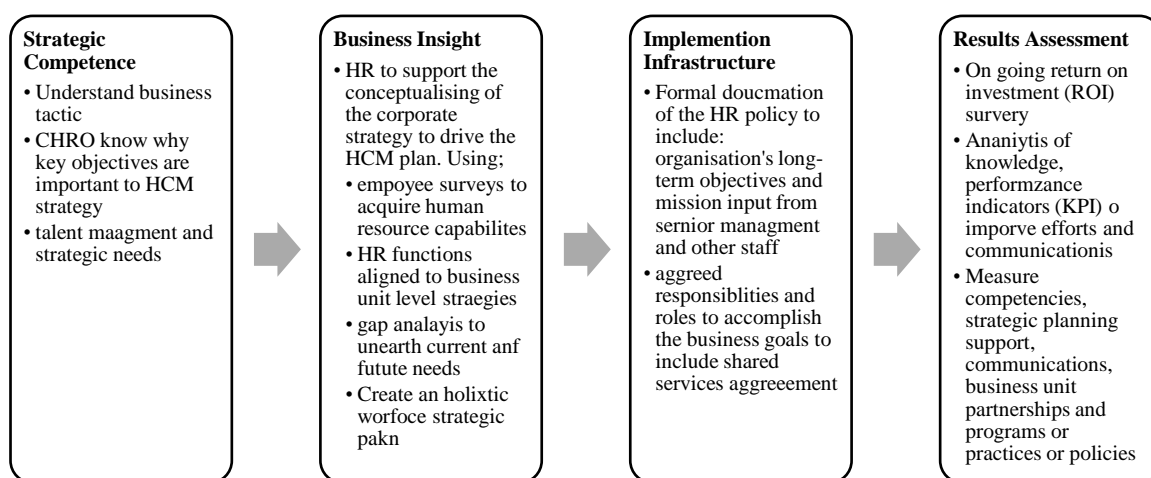 Strategic
Competence
• Understand business
tactic
• CHRO know why
key objectives are
important to HCM
strategy
• talent maagment and
strategic needs
Business Insight
• HR to support the
conceptualising of
the corporate
strategy to drive the
HCM plan. Using;
• empoyee surveys to
acquire human
resource capabilites
• HR functions
aligned to business
unit level straegies
• gap analayis to
unearth current anf
futute needs
• Create an holixtic
worfoce strategic
pakn
Implemention
Infrastructure
• Formal doucmation
of the HR policy to
include:
organisation's long-
term objectives and
mission input from
sernior managment
and other staff
• aggreed
responsiblities and
roles to accomplish
the business goals to
include shared
services aggreeement
Results Assessment
• On going return on
investment (ROI)
survery
• Ananiytis of
knowledge,
performzance
indicators (KPI) o
imporve efforts and
communicationis
• Measure
competencies,
strategic planning
support,
communications,
business unit
partnerships and
programs or
practices or policies